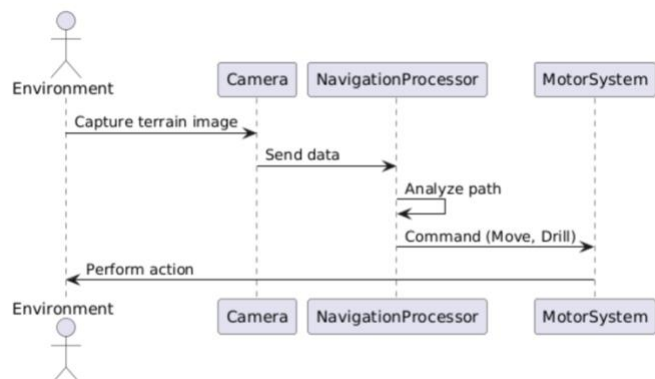 Environment
Camera
NavigationProcessor
MotorSystem
Capture terrain image
Send data
Analyze path
Command (Move, Drill)
Perform action
Environment
Camera
NavigationProcessor
MotorSystem